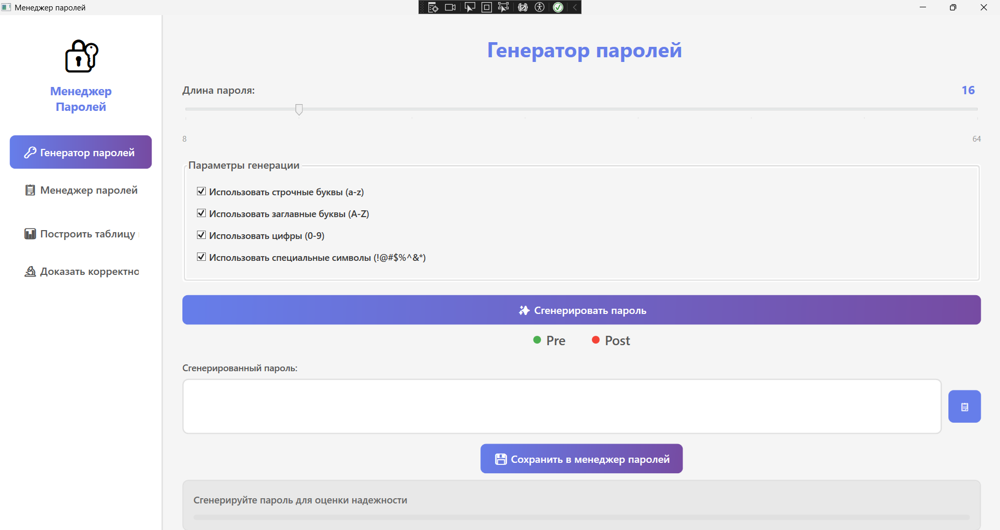 Менеджер паролей
Менеджер
Паролей
Генератор паролей
Менеджер паролей
Построить таблицу
Доказать корректно
Генератор паролей
Длина пароля:
16
8
64
Параметры генерации
Использовать строчные буквы (a-z)
Использовать заглавные буквы (A-Z)
Использовать цифры (0-9)
Использовать специальные символы (!@#$%^&*)
Сгенерировать пароль
Pre
Post
Сгенерированный пароль:
Сохранить в менеджер паролей
Сгенерируйте пароль для оценки надежности